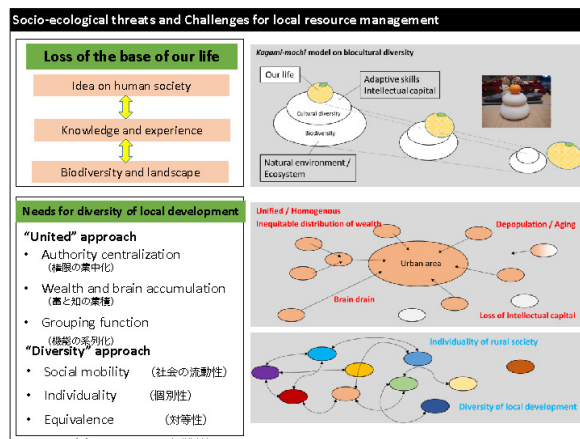 Socio-ecological threats and Challenges for local resource management
Loss of the base of our life
Idea on human society
Knowledge and experience
Biodiversity and landscape
Kagami-mochi model on biocultural diversity
Our life
Adaptive skills
Intellectual capital
Cultural diversity
Biodiversity
Natural environment /
Ecosystem
Needs for diversity of local development
“United” approach
• Authority centralization
(権限の集中化)
• Wealth and brain accumulation
(富と知の集積)
• Grouping function
(機能の系列化)
“Diversity” approach
• Social mobility (社会の流動性)
• Individuality (個別性)
• Equivalence (対等性)
Unified / Homogenous
Inequitable distribution of wealth
Depopulation / Aging
Urban area
Brain drain
Loss of intellectual capital
Individuality of rural society
Diversity of local development